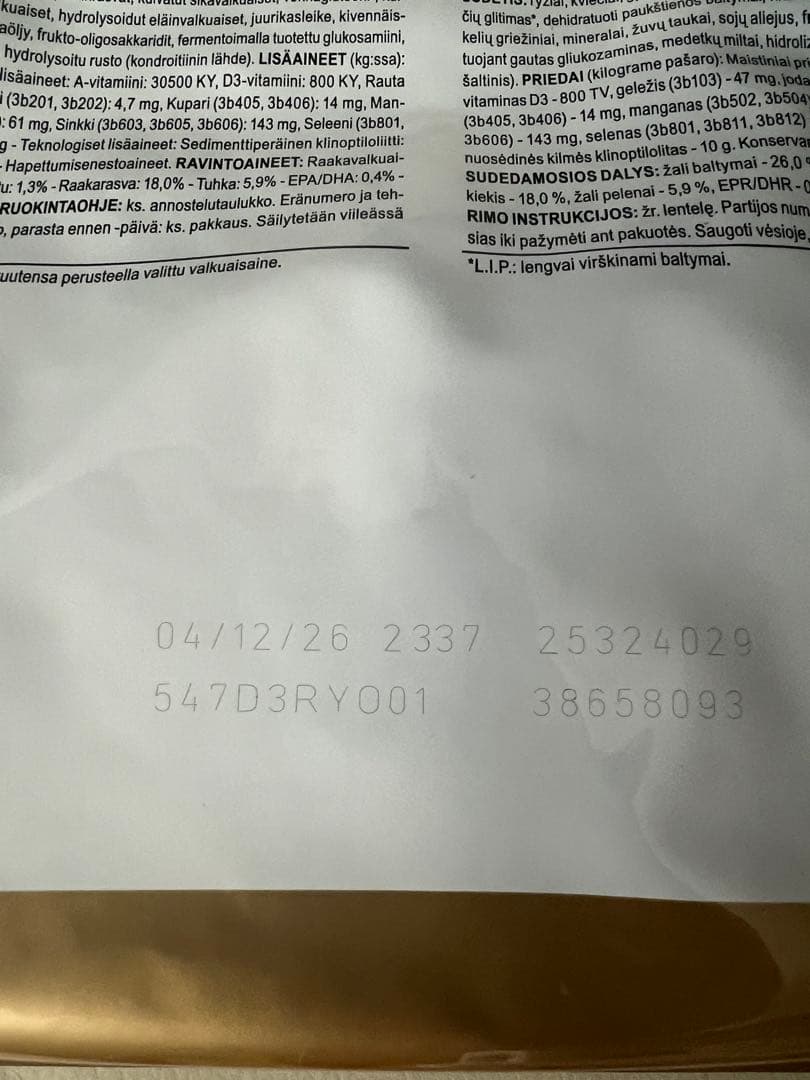 kuaiset, hydrolysoidut eläinvalkuaiset, juurikasleike, kivennäis-
aöljy, frukto-oligosakkaridit, fermentoimalla tuotettu glukosamiini,
hydrolysoitu rusto (kondroitiinin lähde). LISÄAINEET (kg:ssa):
lisäaineet: A-vitamiini: 30500 KY, D3-vitamiini: 800 KY, Rauta
i (3b201, 3b202): 4,7 mg, Kupari (3b405, 3b406): 14 mg, Man-
): 61 mg, Sinkki (3b603, 3b605, 3b606): 143 mg, Seleeni (3b801,
g - Teknologiset lisäaineet: Sedimenttiperäinen klinoptiloliitti:
- Hapettumisenestoaineet. RAVINTOAINEET: Raakavalkuai-
u: 1,3% - Raakarasva: 18,0% - Tuhka: 5,9% - EPA/DHA: 0,4% -
RUOKINTAOHJE: ks. annostelutaulukko. Eränumero ja teh-
o, parasta ennen -päivä: ks. pakkaus. Säilytetään viileässä
uutensa perusteella valittu valkuaisaine.
čių glitimas*, dehidratuoti paukštienos
kelių griežiniai, mineralai, žuvų taukai, sojų aliejus, f
tuojant gautas gliukozaminas, medetkų miltai, hidroliz
šaltinis). PRIEDAI (kilograme pašaro): Maistiniai pri
vitaminas D3 - 800 TV, geležis (3b103) - 47 mg, joda
(3b405, 3b406) - 14 mg, manganas (3b502, 3b504
3b606) - 143 mg, selenas (3b801, 3b811, 3b812)
nuosėdinės kilmės klinoptilolitas - 10 g. Konserva
SUDEDAMOSIOS DALYS: žali baltymai - 26,0
kiekis - 18,0 %, žali pelenai - 5,9 %, EPR/DHR - 0
RIMO INSTRUKCIJOS: žr. lentelę. Partijos num
sias iki pažymėti ant pakuotės. Saugoti vėsioje,
*L.I.P.: lengvai virškinami baltymai.
04/12/26 2337 25324029
547D3RYO01 38658093